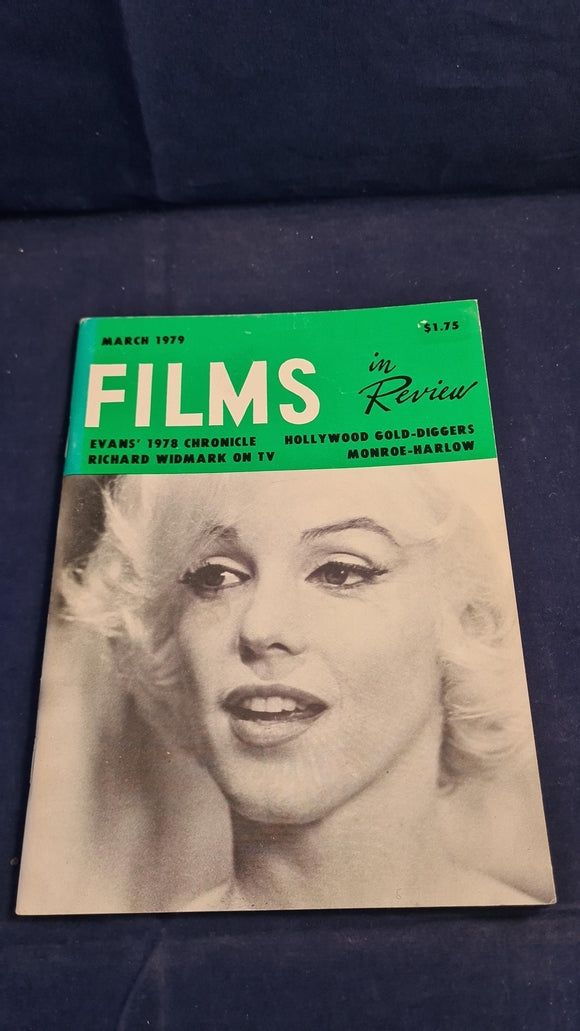 MARCH 1979
$1.75
FILMS in Review
EVANS' 1978 CHRONICLE
RICHARD WIDMARK ON TV
HOLLYWOOD GOLD-DIGGERS
MONROE-HARLOW